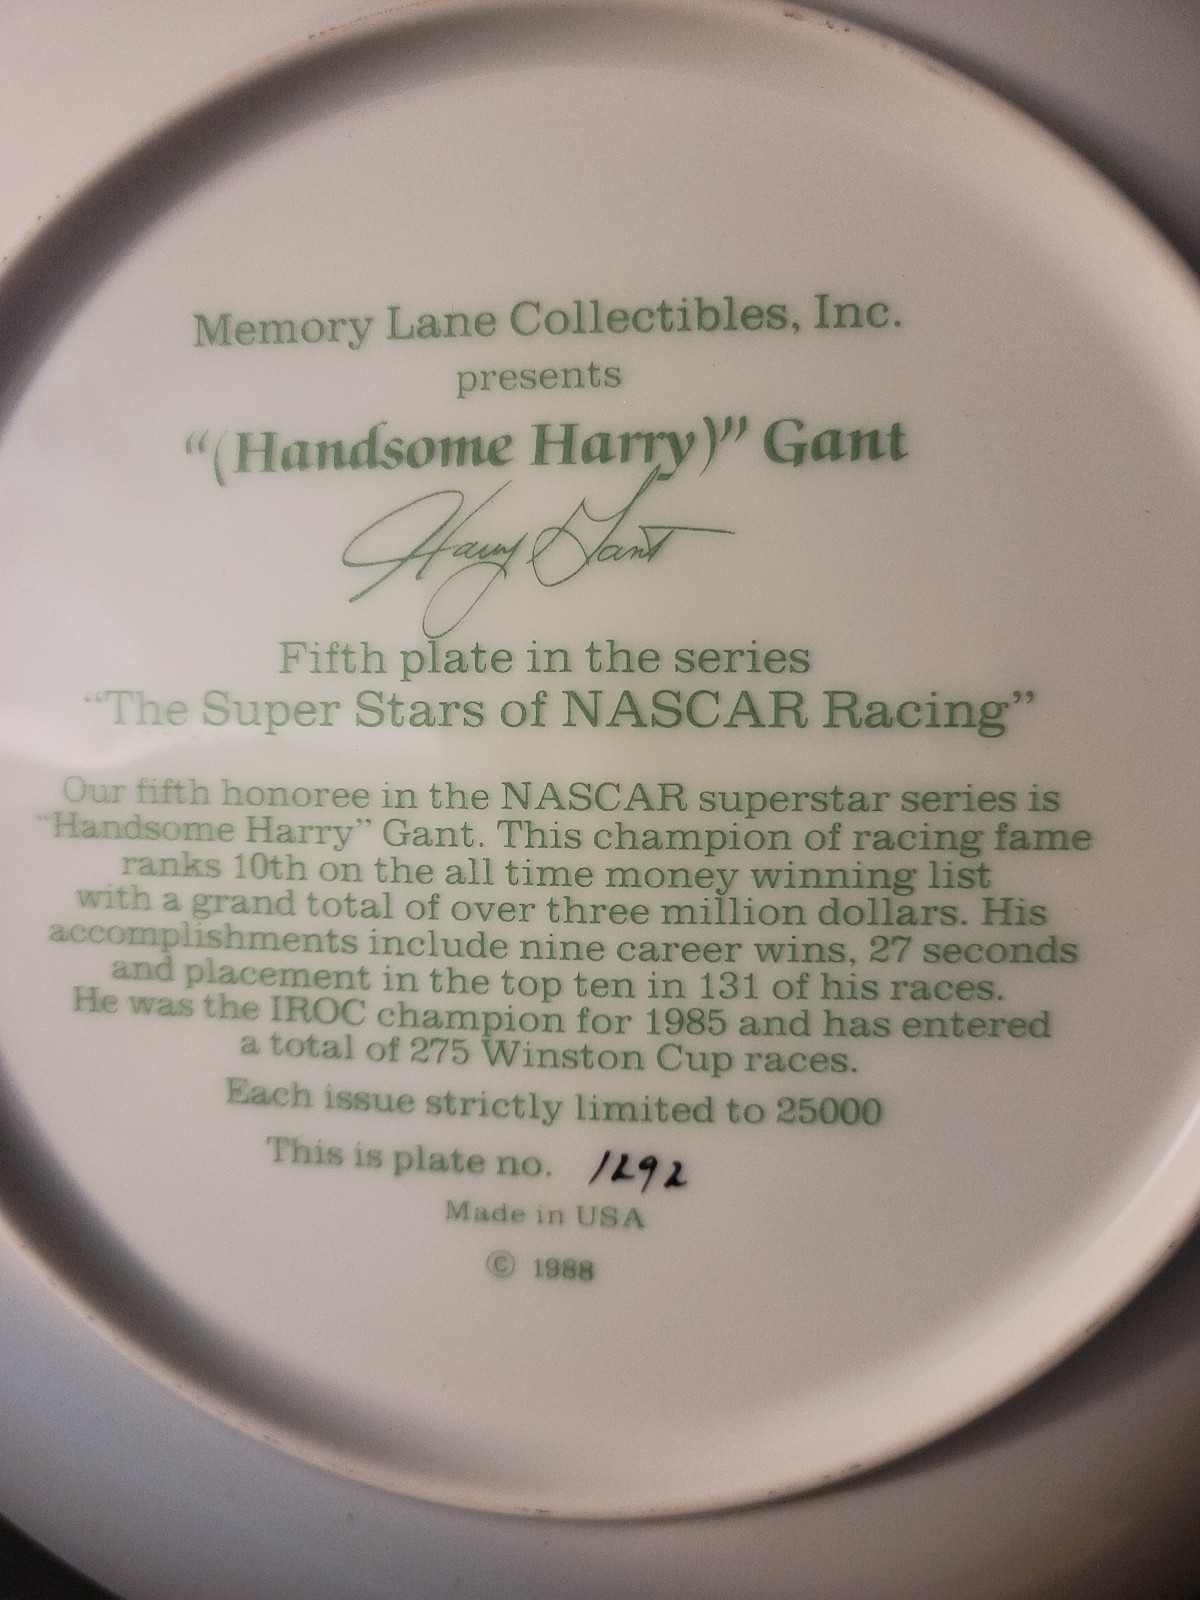 Memory Lane Collectibles, Inc.
presents
“(Handsome Harry)” Gant
Harry Gant
Fifth plate in the series
“The Super Stars of NASCAR Racing”
Our fifth honoree in the NASCAR superstar series is
“Handsome Harry” Gant. This champion of racing fame
ranks 10th on the all time money winning list
with a grand total of over three million dollars. His
accomplishments include nine career wins, 27 seconds
and placement in the top ten in 131 of his races.
He was the IROC champion for 1985 and has entered
a total of 275 Winston Cup races.
Each issue strictly limited to 25000
This is plate no. 1292
Made in USA
© 1988